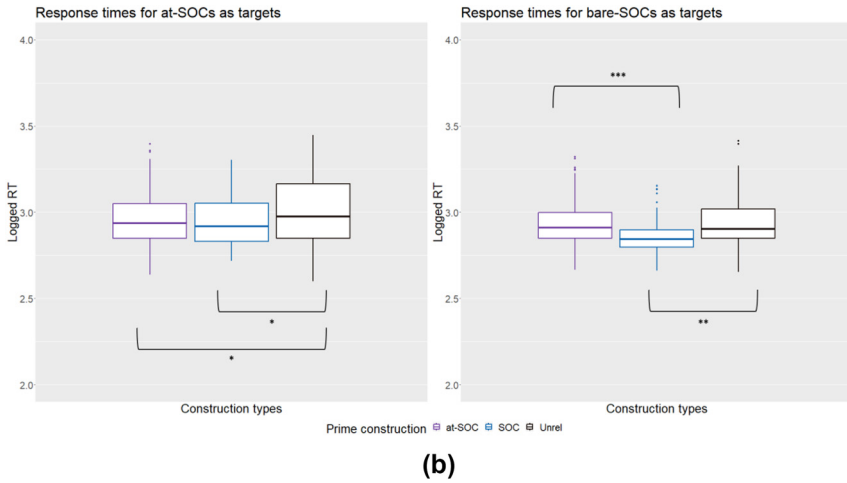 Response times for at-SOCs as targets
Response times for bare-SOCs as targets
4.0
3.5
3.0
2.5
2.0
Logged RT
*
*
Construction types
4.0
3.5
3.0
2.5
2.0
Logged RT
***
**
Construction types
Prime construction at-SOC SOC Unrel
(b)